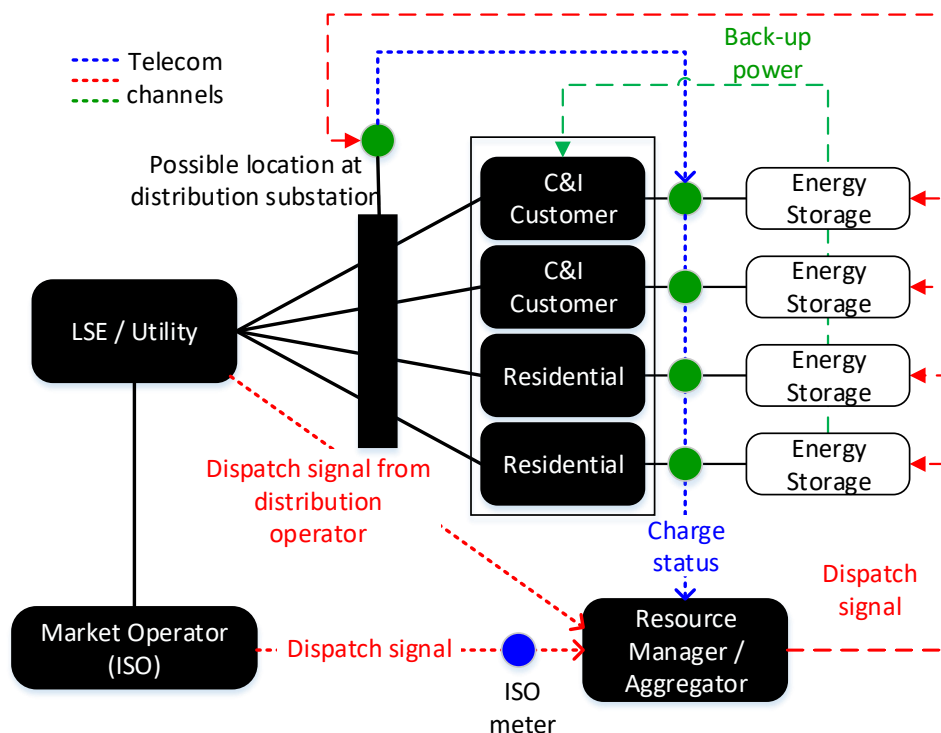 Telecom
channels
Back-up
power
Possible location at
distribution substation
C&I
Customer
Energy
Storage
C&I
Customer
Energy
Storage
LSE / Utility
Residential
Energy
Storage
Residential
Energy
Storage
Dispatch signal from
distribution
operator
Charge
status
Dispatch
signal
Market Operator
(ISO)
Dispatch signal
ISO
meter
Resource
Manager /
Aggregator